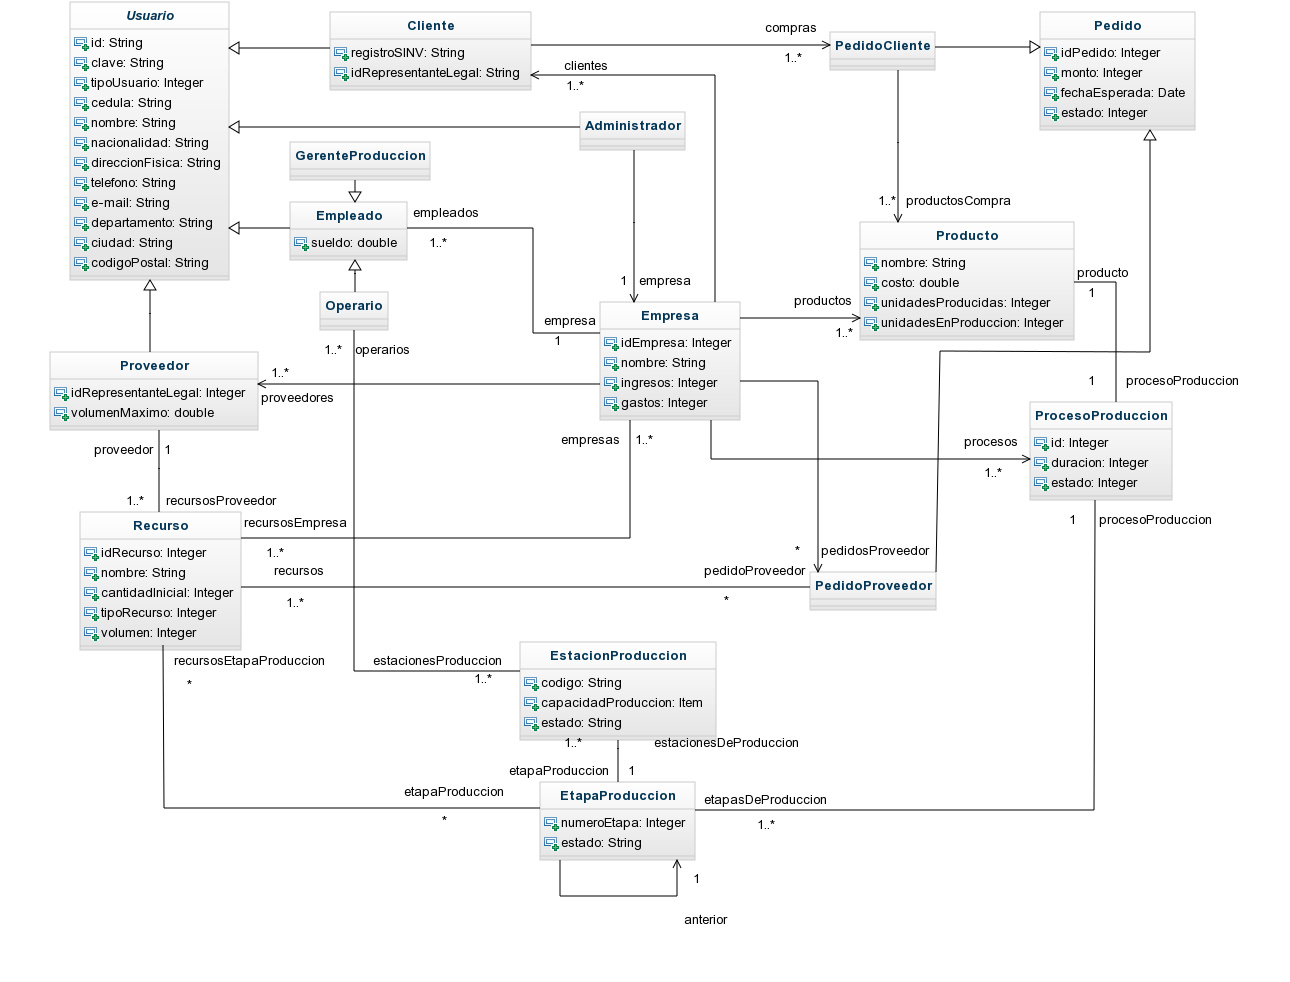 Usuario
id: String
clave: String
tipoUsuario: Integer
cedula: String
nombre: String
nacionalidad: String
direccionFisica: String
telefono: String
e-mail: String
departamento: String
ciudad: String
codigoPostal: String
Cliente
registroSINV: String
idRepresentanteLegal: String
compras
1..*
PedidoCliente
Pedido
idPedido: Integer
monto: Integer
fechaEsperada: Date
estado: Integer
clientes
1..*
Administrador
GerenteProduccion
Empleado
sueldo: double
empleados
1..*
Operario
1..*
operarios
1
empresa
1..*
productosCompra
Producto
nombre: String
costo: double
unidadesProducidas: Integer
unidadesEnProduccion: Integer
producto
1
productos
1..*
empresa
1
Empresa
idEmpresa: Integer
nombre: String
ingresos: Integer
gastos: Integer
Proveedor
idRepresentanteLegal: Integer
volumenMaximo: double
1..*
proveedores
1
procesoProduccion
ProcesoProduccion
id: Integer
duracion: Integer
estado: Integer
procesos
1..*
empresas
1..*
proveedor
1
1..*
recursosProveedor
1
procesoProduccion
Recurso
idRecurso: Integer
nombre: String
cantidadInicial: Integer
tipoRecurso: Integer
volumen: Integer
recursosEmpresa
1..*
recursos
1..*
*
pedidosProveedor
pedidoProveedor
*
PedidoProveedor
recursosEtapaProduccion
*
estacionesProduccion
1..*
EstacionProduccion
codigo: String
capacidadProduccion: Item
estado: String
1..*
estacionesDeProduccion
etapaProduccion
1
etapaProduccion
*
EtapaProduccion
numeroEtapa: Integer
estado: String
etapasDeProduccion
1..*
1
anterior